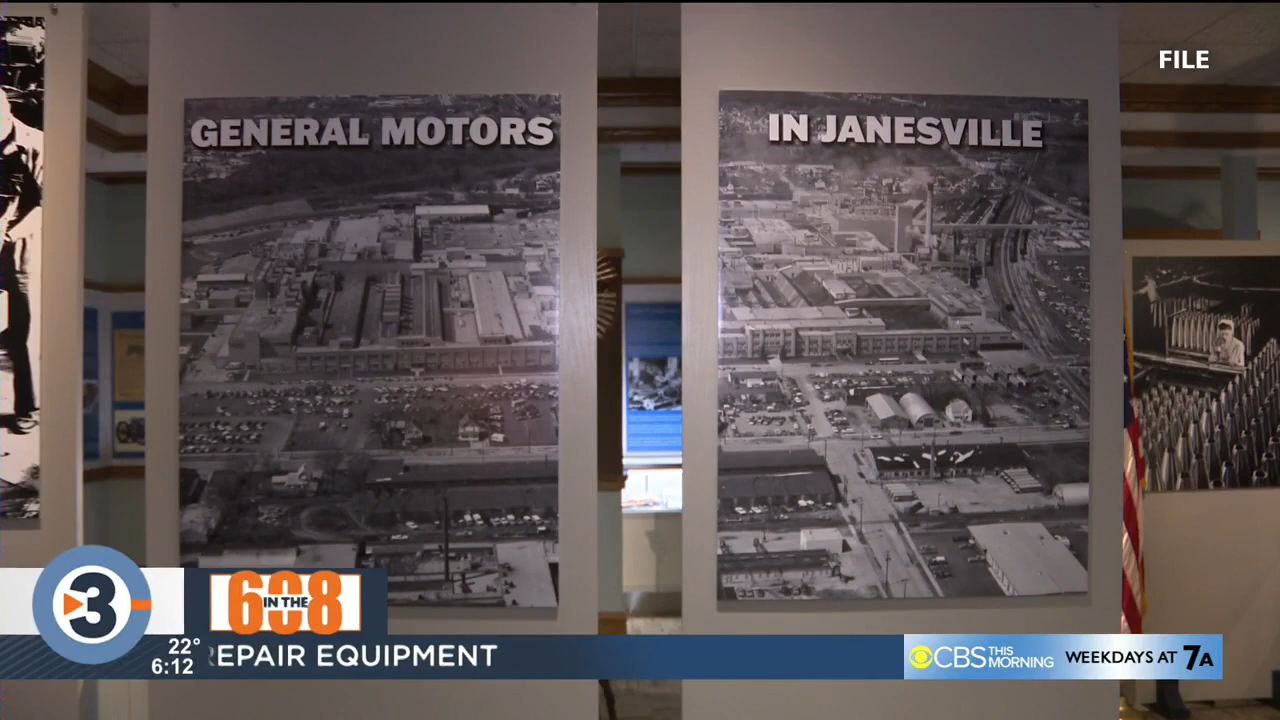 FILE
GENERAL MOTORS
IN JANESVILLE
3
608
IN THE
22°
6:12
EPAIR EQUIPMENT
CBS THIS MORNING WEEKDAYS AT 7A